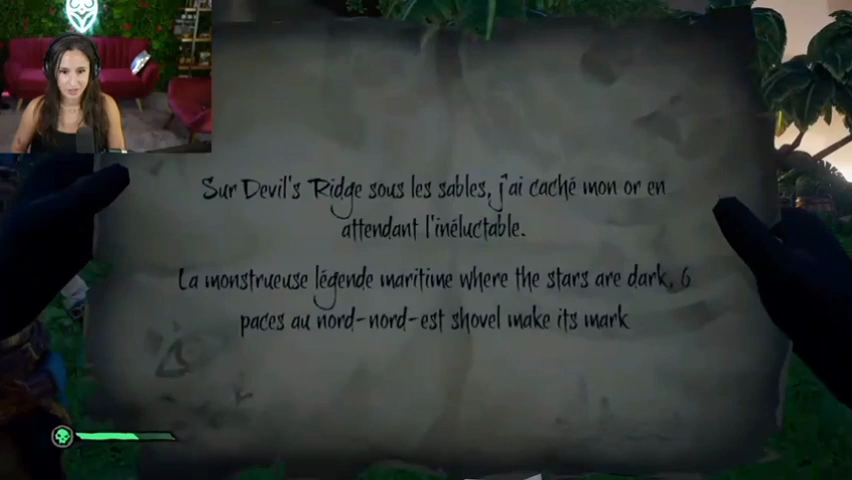 Sur Devil's Ridge sous les sables, j'ai caché mon or en
attendant l'inéluctable.
La monstrueuse légende maritime where the stars are dark, 6
paces au nord-nord-est shovel make its mark